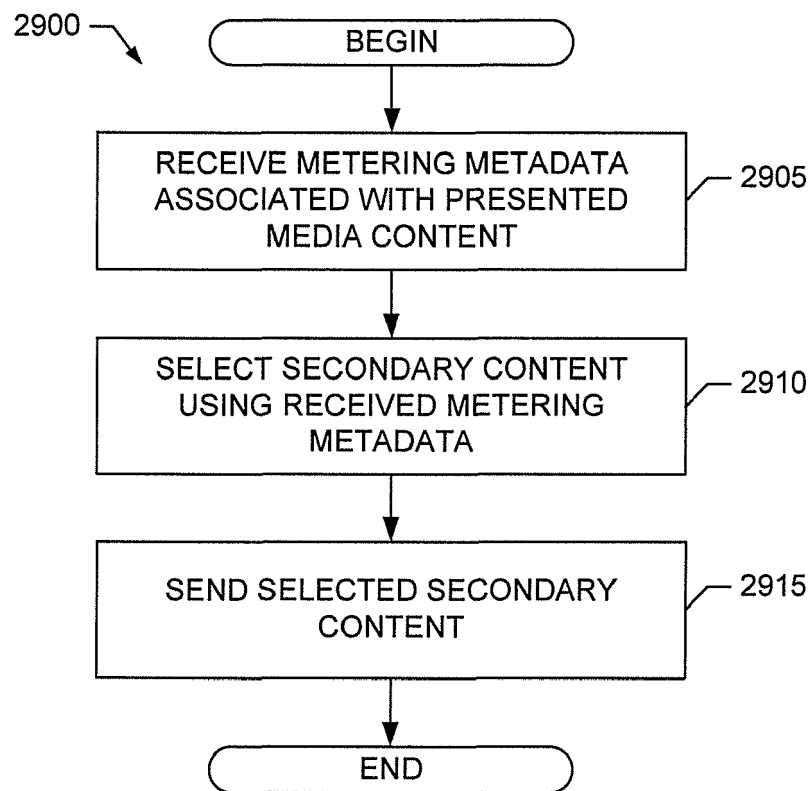 2900
BEGIN
RECEIVE METERING METADATA
ASSOCIATED WITH PRESENTED
MEDIA CONTENT
2905
SELECT SECONDARY CONTENT
USING RECEIVED METERING
METADATA
2910
SEND SELECTED SECONDARY
CONTENT
2915
END